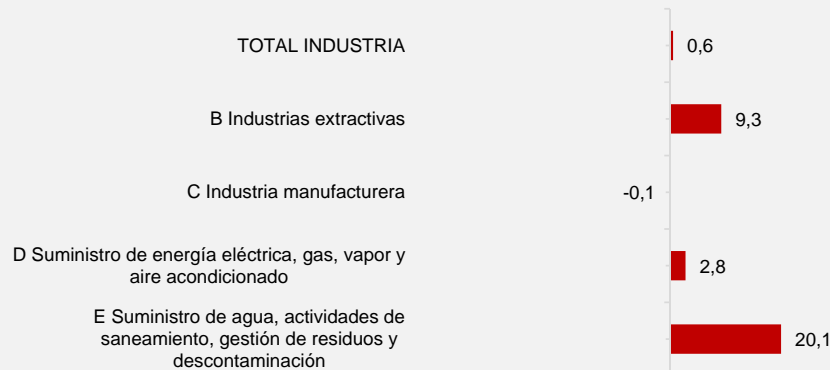 TOTAL INDUSTRIA
0,6
B Industrias extractivas
9,3
C Industria manufacturera
-0,1
D Suministro de energía eléctrica, gas, vapor y
aire acondicionado
2,8
E Suministro de agua, actividades de
saneamiento, gestión de residuos y
descontaminación
20,1